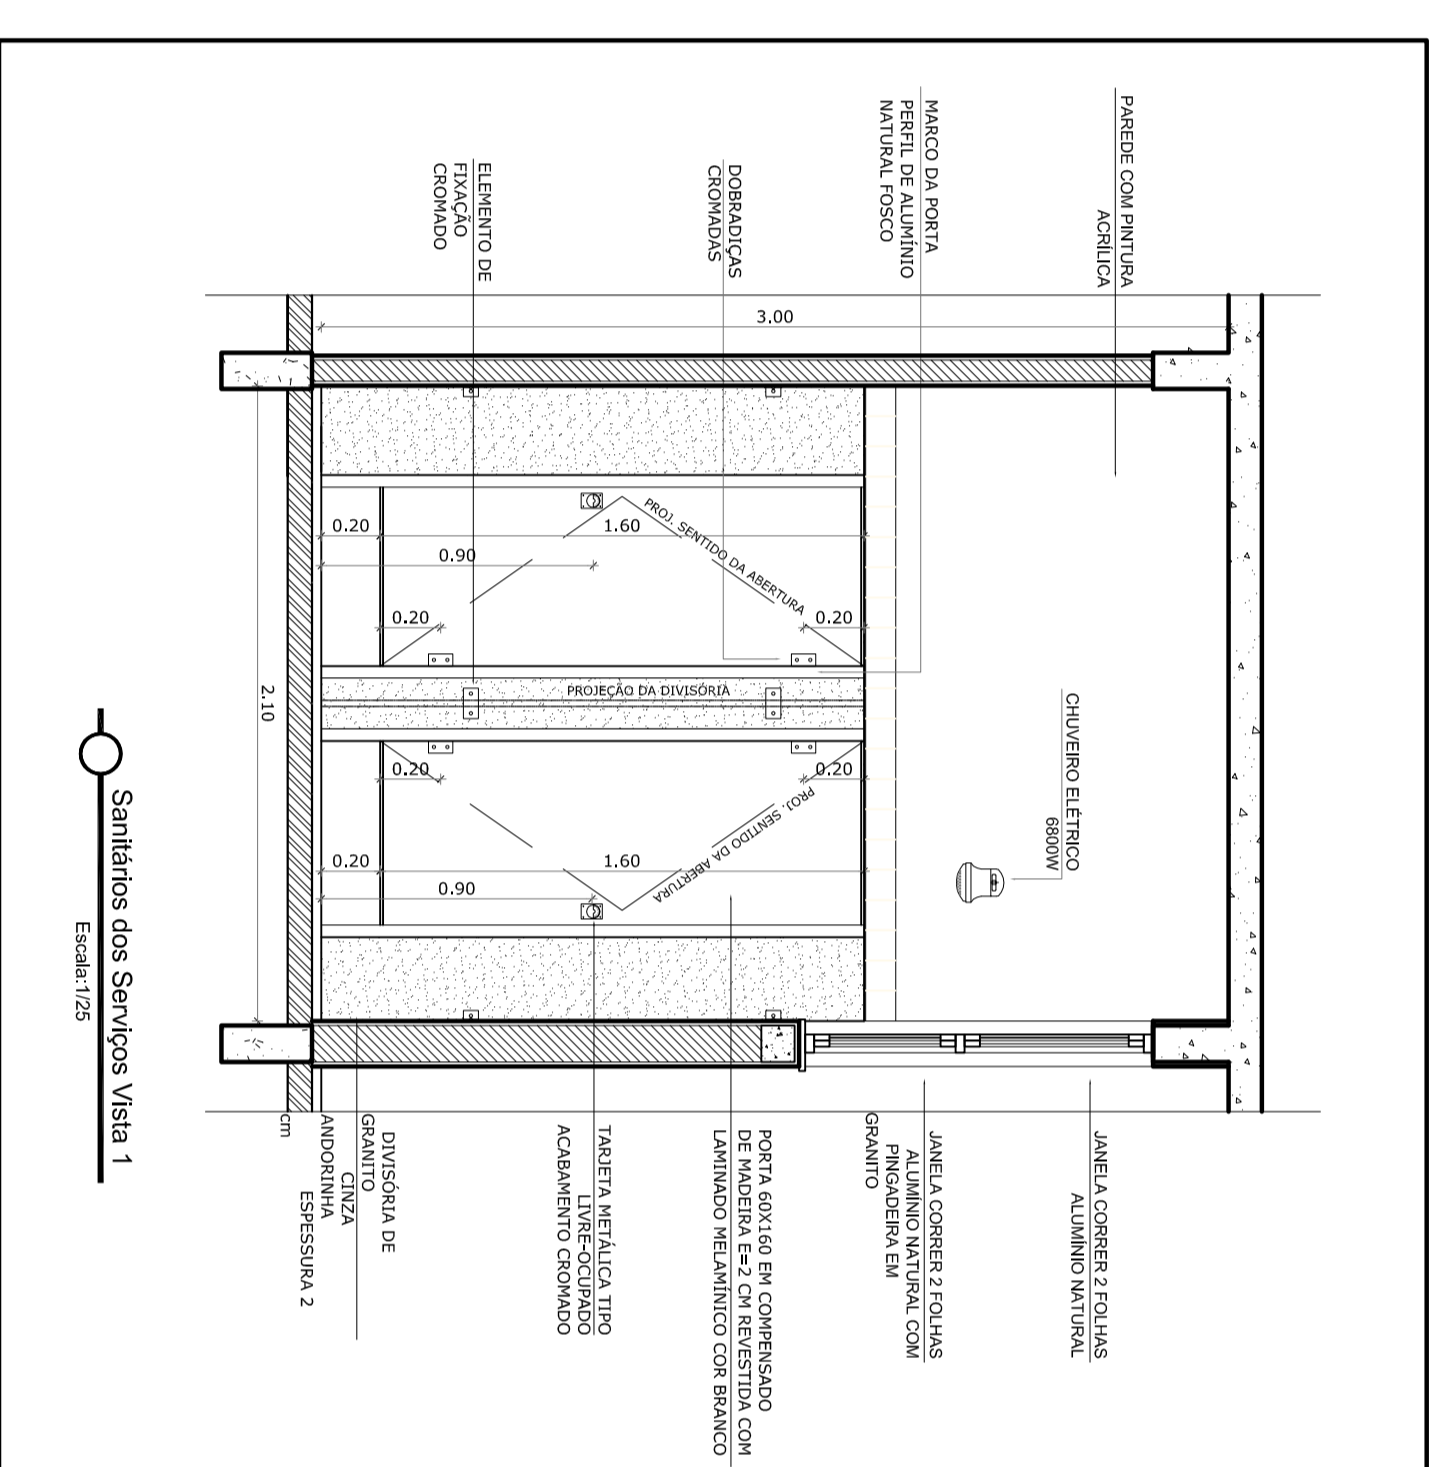 PAREDE COM PINTURA
ACRÍLICA
MARCO DA PORTA
PERFIL DE ALUMÍNIO
NATURAL FOSCO
DOBRADIÇAS
CROMADAS
ELEMENTO DE
FIXAÇÃO
CROMADO
3.00
0.20
1.60
0.90
PROJ. SENTIDO DA ABERTURA
0.20
0.20
PROJEÇÃO DA DIVISÓRIA
2.10
CHUVEIRO ELÉTRICO
6800W
0.20
0.20
PROJ. SENTIDO DA ABERTURA
0.20
1.60
0.90
JANELA CORRER 2 FOLHAS
ALUMÍNIO NATURAL
JANELA CORRER 2 FOLHAS
ALUMÍNIO NATURAL COM
PINGADEIRA EM
GRANITO
PORTA 60X160 EM COMPENSADO
DE MADEIRA E=2 CM REVESTIDA COM
LAMINADO MELAMÍNICO COR BRANCO
TARJETA METÁLICA TIPO
LIVRE-OCUPADO
ACABAMENTO CROMADO
DIVISÓRIA DE
GRANITO
CINZA
ANDORINHA
ESPESSURA 2
cm
Sanitários dos Serviços Vista 1
Escala:1/25